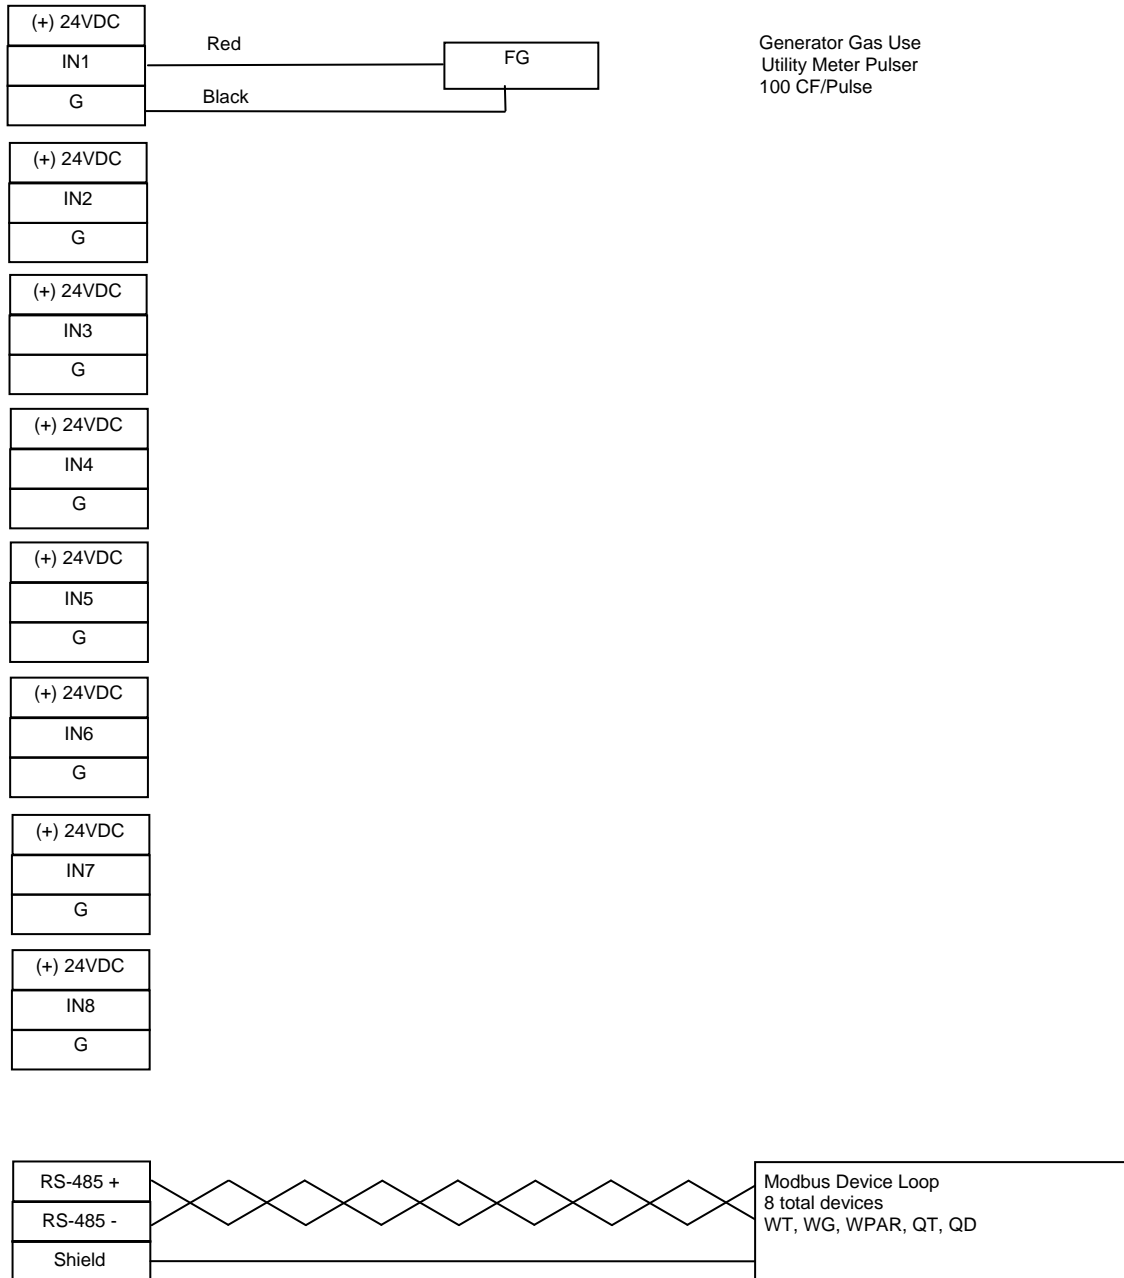 (+) 24VDC
IN1
G
Red
Black
FG
Generator Gas Use
Utility Meter Pulser
100 CF/Pulse
(+) 24VDC
IN2
G
(+) 24VDC
IN3
G
(+) 24VDC
IN4
G
(+) 24VDC
IN5
G
(+) 24VDC
IN6
G
(+) 24VDC
IN7
G
(+) 24VDC
IN8
G
RS-485 +
RS-485 -
Shield
Modbus Device Loop
8 total devices
WT, WG, WPAR, QT, QD